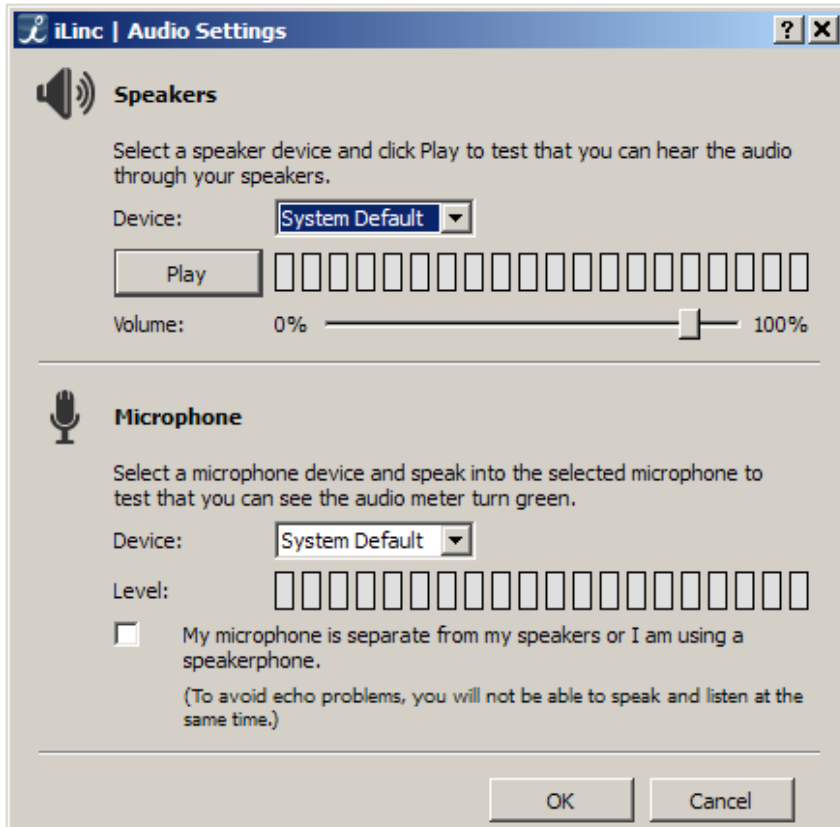 iLinc | Audio Settings
Speakers
Select a speaker device and click Play to test that you can hear the audio
through your speakers.
Device: System Default
Play
Volume: 0% 100%
Microphone
Select a microphone device and speak into the selected microphone to
test that you can see the audio meter turn green.
Device: System Default
Level:
My microphone is separate from my speakers or I am using a
speakerphone.
(To avoid echo problems, you will not be able to speak and listen at the
same time.)
OK Cancel